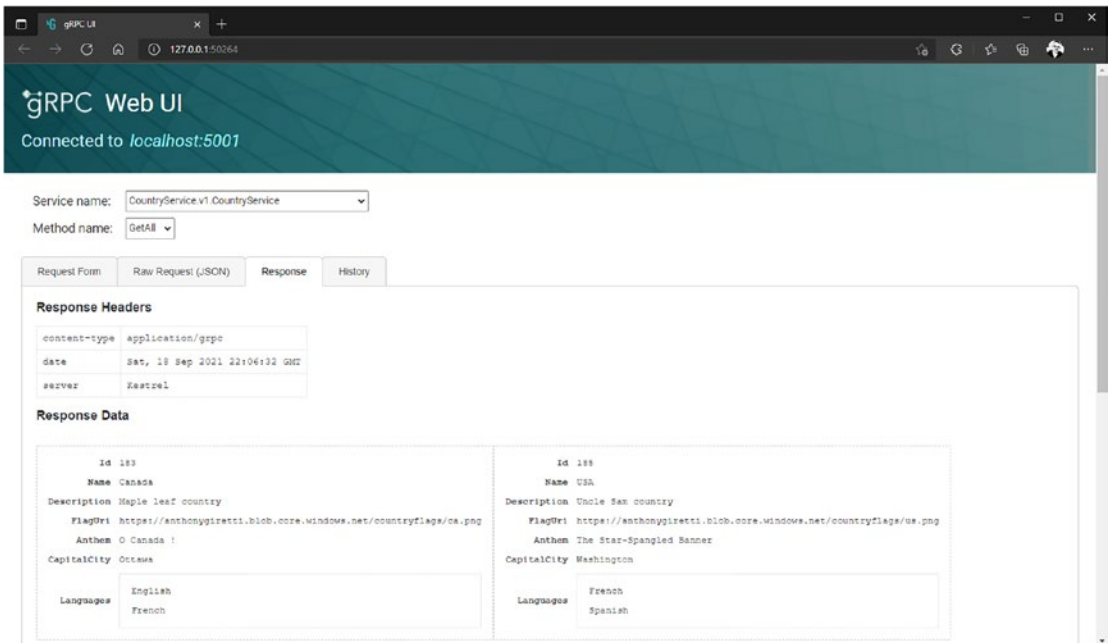 gRPC UI
127.0.0.1:50264
gRPC Web UI
Connected to localhost:5001
Service name: CountryService.v1.CountryService
Method name: GetAll
Request Form Raw Request (JSON) Response History
Response Headers
content-type application/grpc
date Sat, 18 Sep 2021 22:06:32 GMT
server Kestrel
Response Data
Id 183
Name Canada
Description Maple leaf country
FlagUri https://anthonygiretti.blob.core.windows.net/countryflags/ca.png
Anthem O Canada !
CapitalCity Ottawa
Languages
English
French
Id
Name USA
Description Uncle Sam country
FlagUri https://anthonygiretti.blob.core.windows.net/countryflags/us.png
Anthem The Star-Spangled Banner
CapitalCity Washington
Languages
French
Spanish